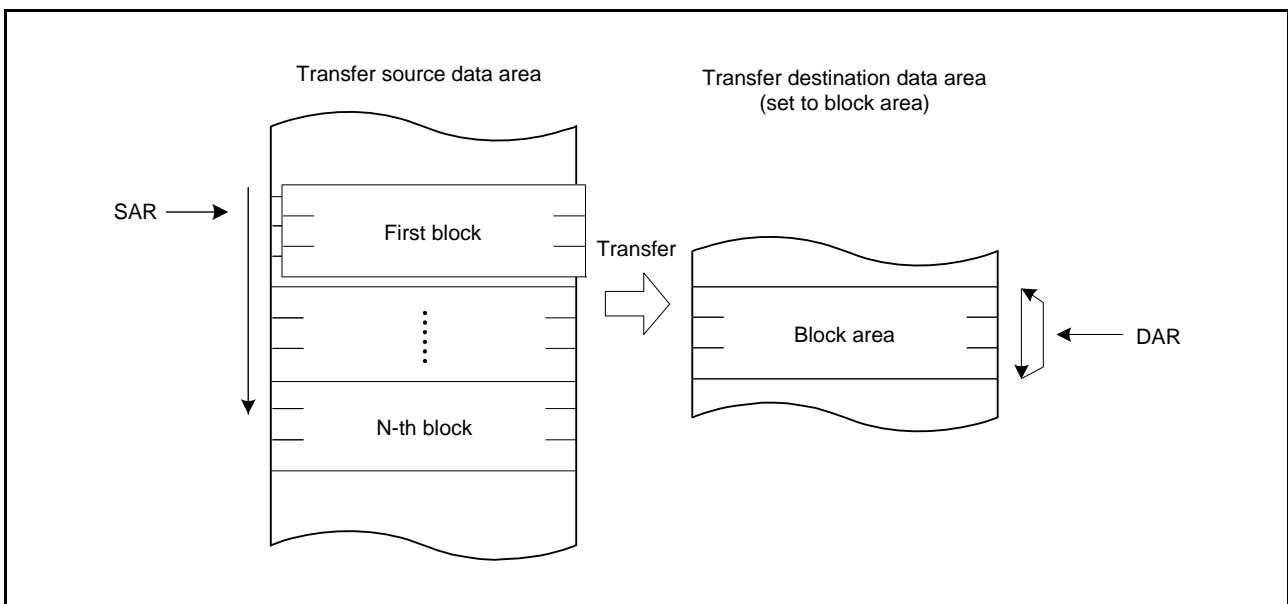 Transfer source data area
Transfer destination data area
(set to block area)
SAR
First block
Transfer
Block area
DAR
N-th block